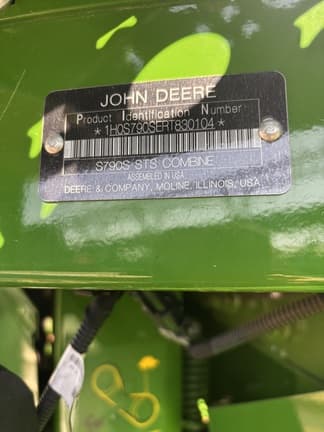 JOHN DEERE
Product Identification Number
*1H0S790SERT830104*
S790S STS COMBINE
ASSEMBLED IN USA
DEERE & COMPANY, MOLINE, ILLINOIS, USA